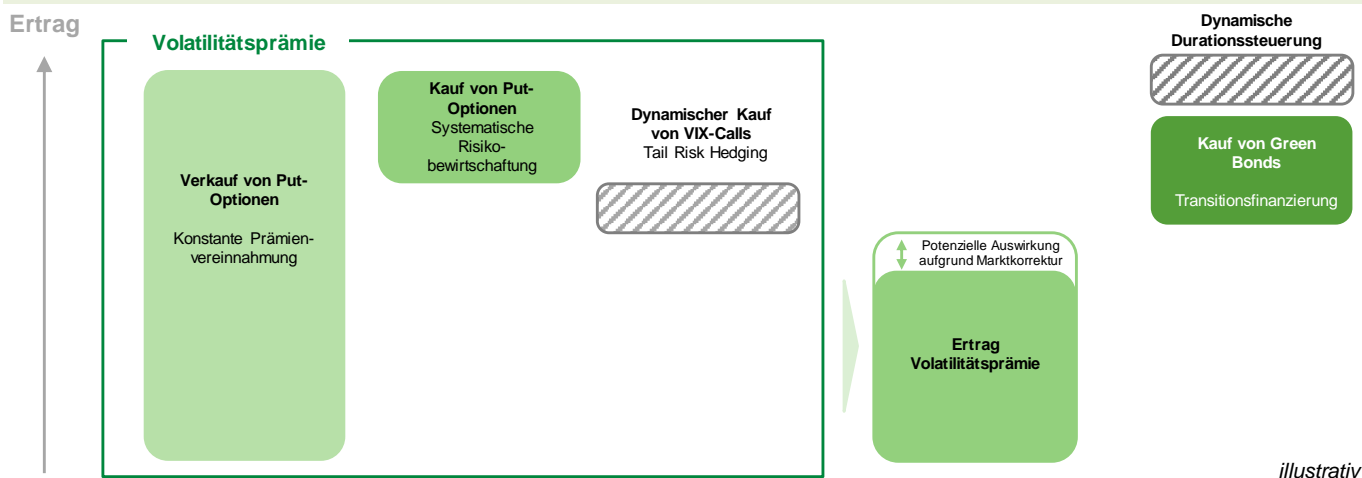 Ertrag
Volatilitätsprämie
Verkauf von Put-
Optionen
Konstante Prämien-
vereinnahmung
Kauf von Put-
Optionen
Systematische
Risiko-
bewirtschaftung
Dynamischer Kauf
von VIX-Calls
Tail Risk Hedging
Potenzielle Auswirkung
aufgrund Marktkorrektur
Ertrag
Volatilitätsprämie
Dynamische
Durationssteuerung
Kauf von Green
Bonds
Transitionsfinanzierung
illustrativ